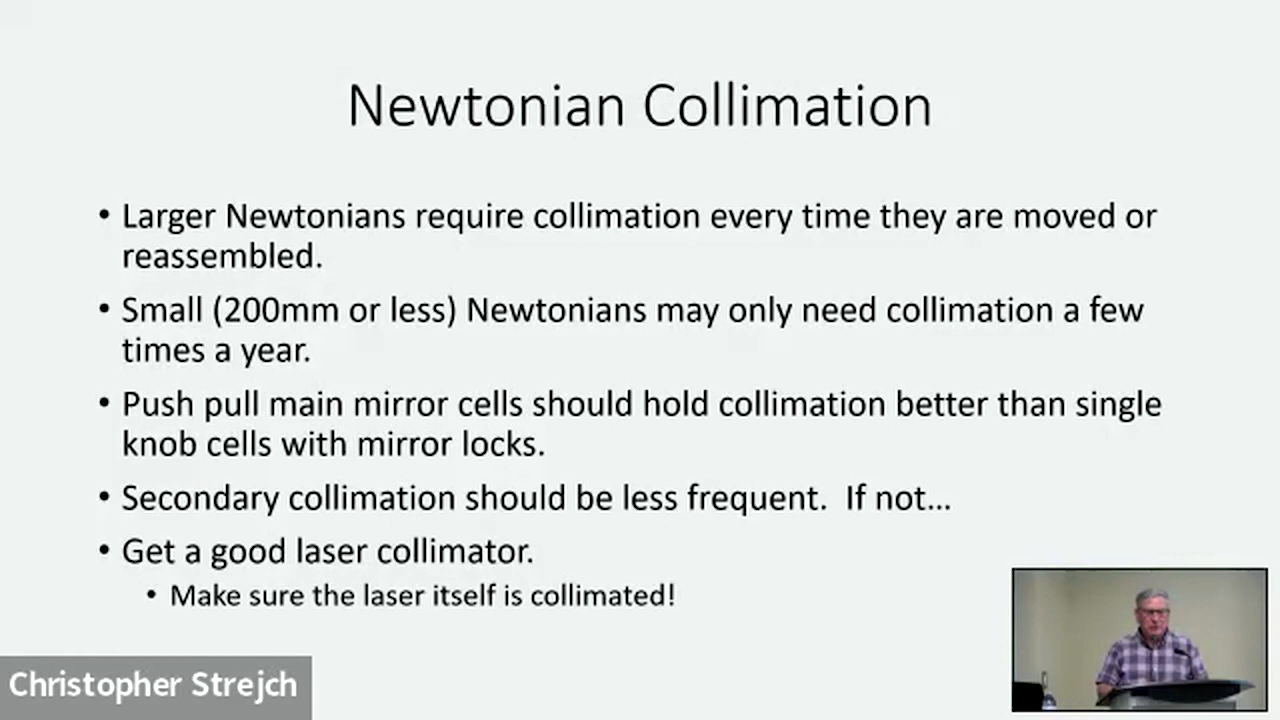 Newtonian Collimation
• Larger Newtonians require collimation every time they are moved or
reassembled.
• Small (200mm or less) Newtonians may only need collimation a few
times a year.
• Push pull main mirror cells should hold collimation better than single
knob cells with mirror locks.
• Secondary collimation should be less frequent.  If not…
• Get a good laser collimator.
• Make sure the laser itself is collimated!
Christopher Strejch